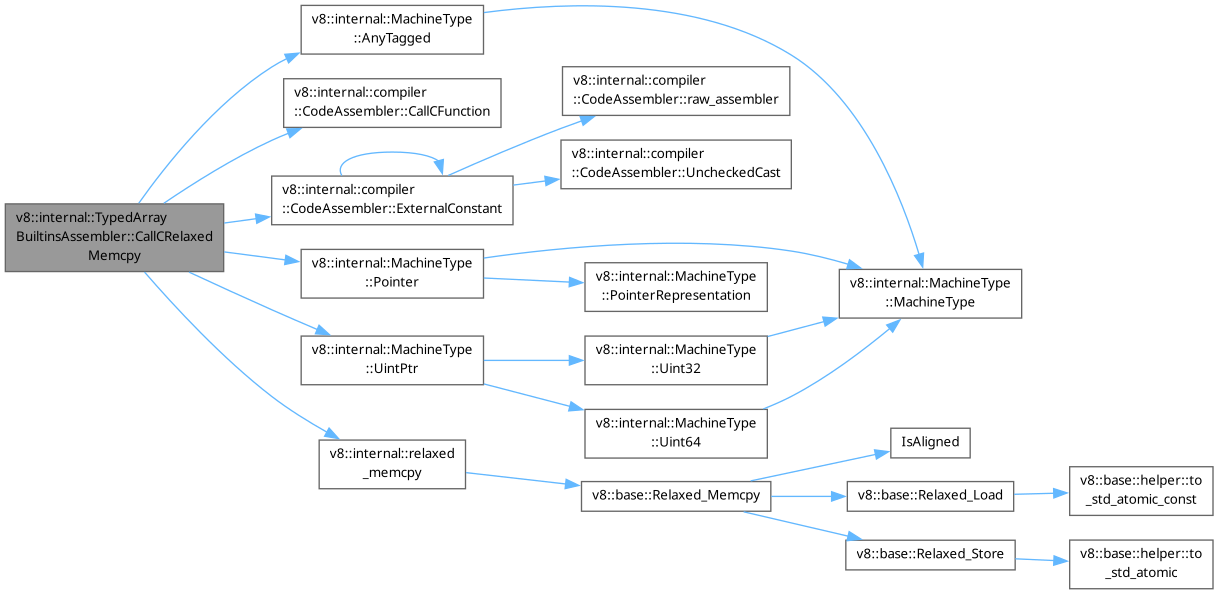 v8::internal::MachineType
::AnyTagged
v8::internal::compiler
::CodeAssembler::raw_assembler
v8::internal::compiler
::CodeAssembler::CallCFunction
v8::internal::compiler
::CodeAssembler::UncheckedCast
v8::internal::compiler
::CodeAssembler::ExternalConstant
v8::internal::TypedArray
BuiltinsAssembler::CallCRelaxed
Memcpy
v8::internal::MachineType
::Pointer
v8::internal::MachineType
::PointerRepresentation
v8::internal::MachineType
::MachineType
v8::internal::MachineType
::UintPtr
v8::internal::MachineType
::Uint32
v8::internal::MachineType
::Uint64
v8::internal::relaxed
_memcpy
IsAligned
v8::base::Relaxed_Memcpy
v8::base::Relaxed_Load
v8::base::helper::to
_std_atomic_const
v8::base::Relaxed_Store
v8::base::helper::to
_std_atomic